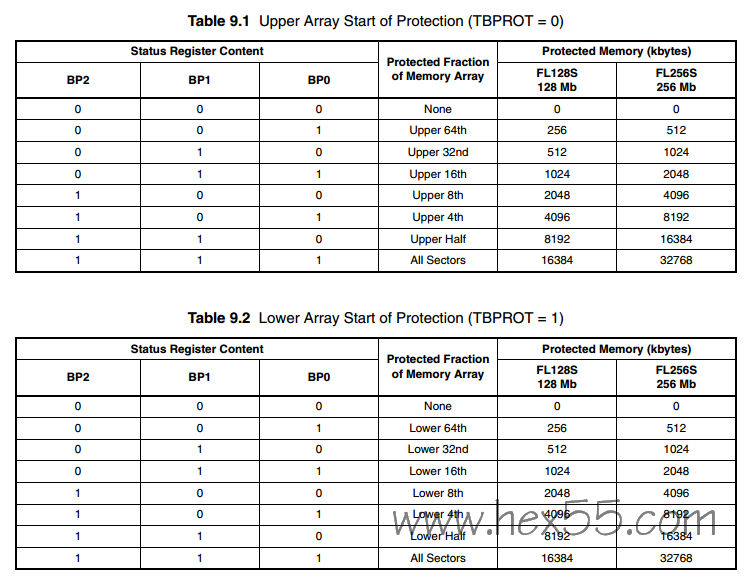 Table 9.1 Upper Array Start of Protection (TBPROT = 0)
Status Register Content Protected Fraction of Memory Array Protected Memory (kbytes)
BP2 BP1 BP0 FL128S 128 Mb FL256S 256 Mb
0 0 0 None 0 0
0 0 1 Upper 64th 256 512
0 1 0 Upper 32nd 512 1024
0 1 1 Upper 16th 1024 2048
1 0 0 Upper 8th 2048 4096
1 0 1 Upper 4th 4096 8192
1 1 0 Upper Half 8192 16384
1 1 1 All Sectors 16384 32768
Table 9.2 Lower Array Start of Protection (TBPROT = 1)
Status Register Content Protected Fraction of Memory Array Protected Memory (kbytes)
BP2 BP1 BP0 FL128S 128 Mb FL256S 256 Mb
0 0 0 None 0 0
0 0 1 Lower 64th 256 512
0 1 0 Lower 32nd 512 1024
0 1 1 Lower 16th 1024 2048
1 0 0 Lower 8th 2048 4096
1 0 1 Lower 4th 4096 8192
1 1 0 Lower Half 8192 16384
1 1 1 All Sectors 16384 32768
www.hex55.com